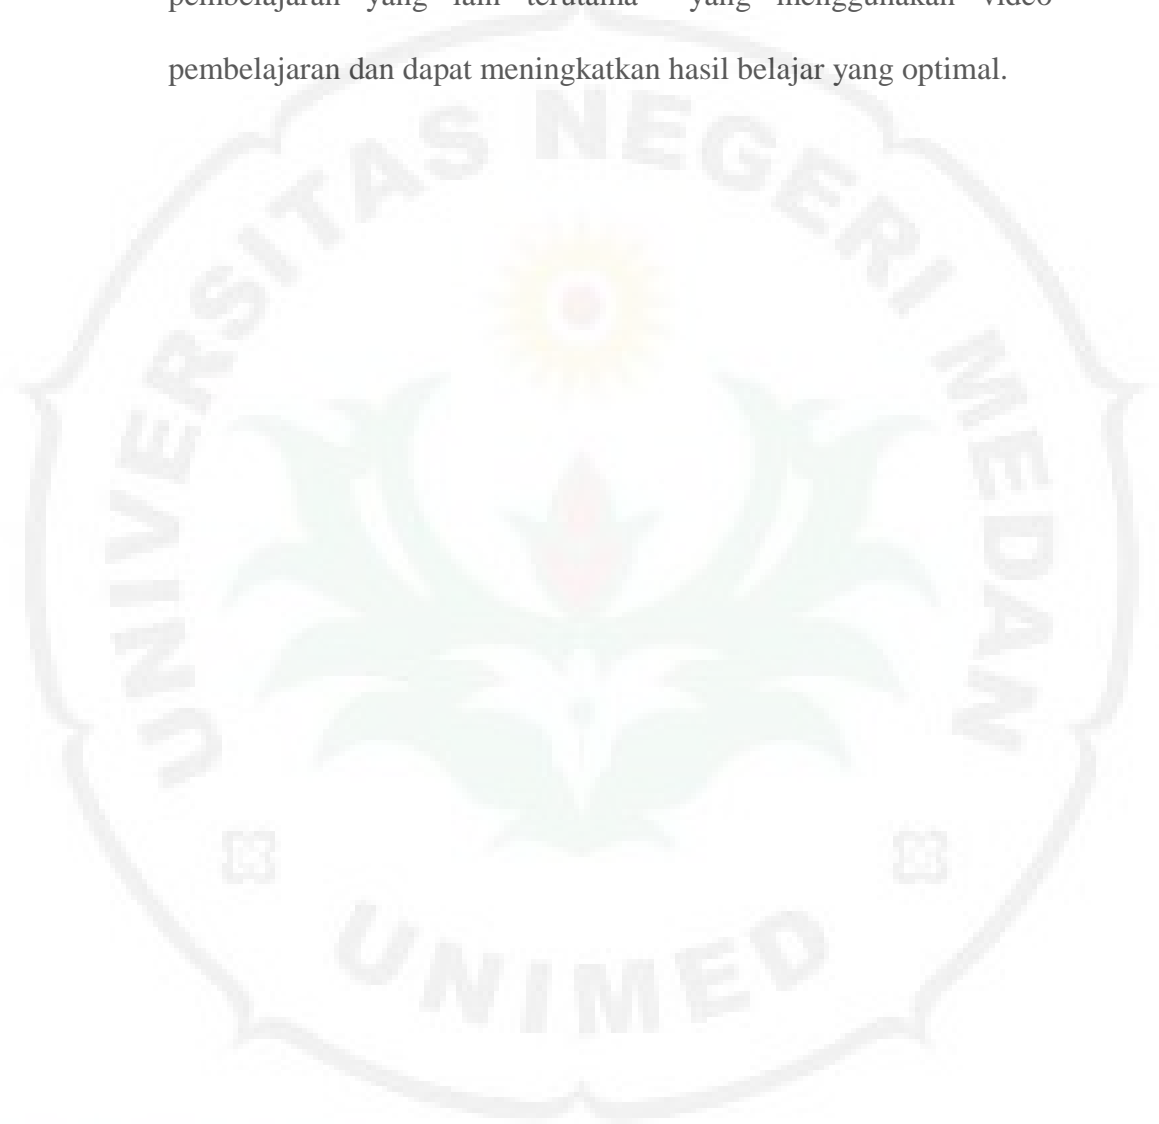 pembelajaran yang lain terutama yang menggunakan video
pembelajaran dan dapat meningkatkan hasil belajar yang optimal.
UNIVERSITAS NEGERI MEDAN
UNIMED